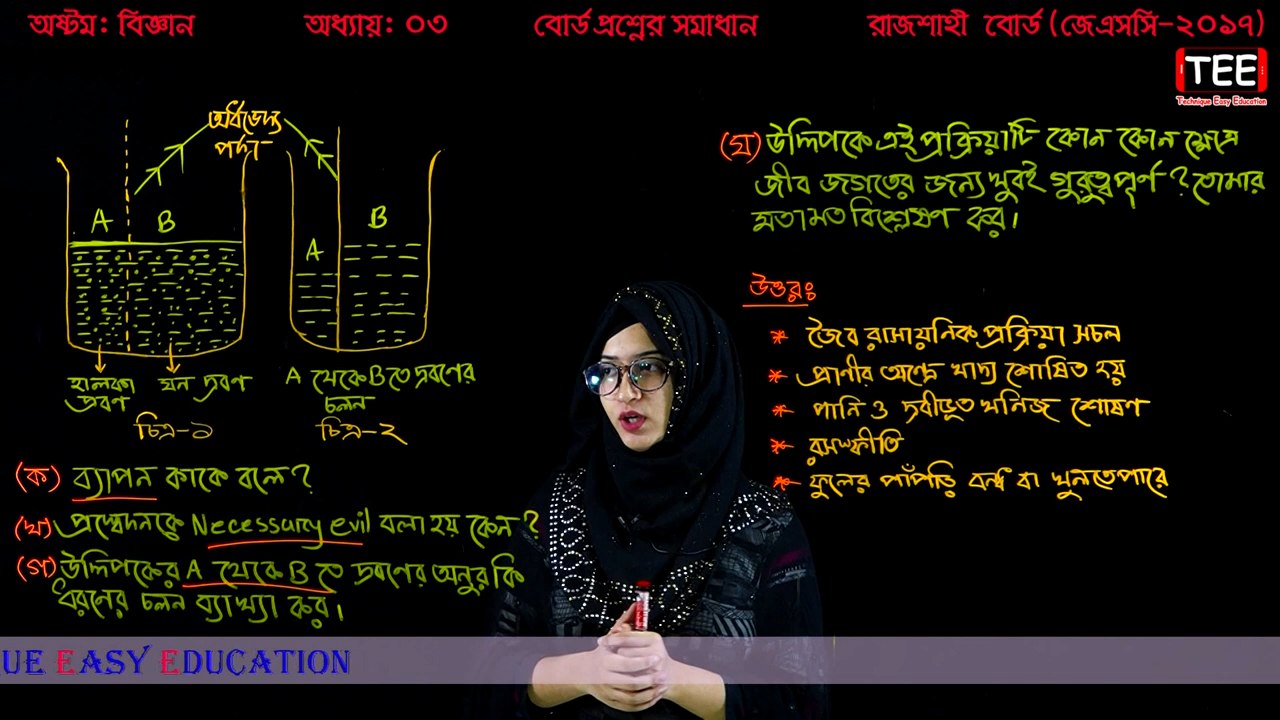 অষ্টম: বিজ্ঞান
অধ্যায়: ০৩
বোর্ড প্রশ্নের সমাধান
রাজশাহী বোর্ড (জেএসসি-২০১৭)
TEE
Technique Easy Education
অর্ধভেদ্য
পর্দা
A
B
A
B
হালকা
দ্রবণ
ঘন দ্রবণ
চিত্র-১
A থেকে B তে দ্রবণের
চলন
চিত্র-২
(ক) ব্যাপন কাকে বলে?
(খ) প্রস্বেদনকে Necessary evil বলা হয় কেন?
(গ) উদ্দিপকের A থেকে B তে দ্রবণের অনুর কি
ধরণের চলন ব্যাখ্যা কর।
(ঘ) উদ্দিপকে এই প্রক্রিয়াটি কোন কোন ক্ষেত্রে
জীব জগতের জন্য খুবই গুরুত্বপূর্ণ? তোমার
মতামত বিশ্লেষণ কর।
উত্তরঃ
* জৈব রাসায়নিক প্রক্রিয়া সচল
* প্রাণীর অন্ত্রে খাদ্য শোষিত হয়
* পানি ও দ্রবীভূত খনিজ শোষণ
* রসস্ফীতি
* ফুলের পাঁপড়ি বন্ধ বা খুলতে পারে
UE EASY EDUCATION